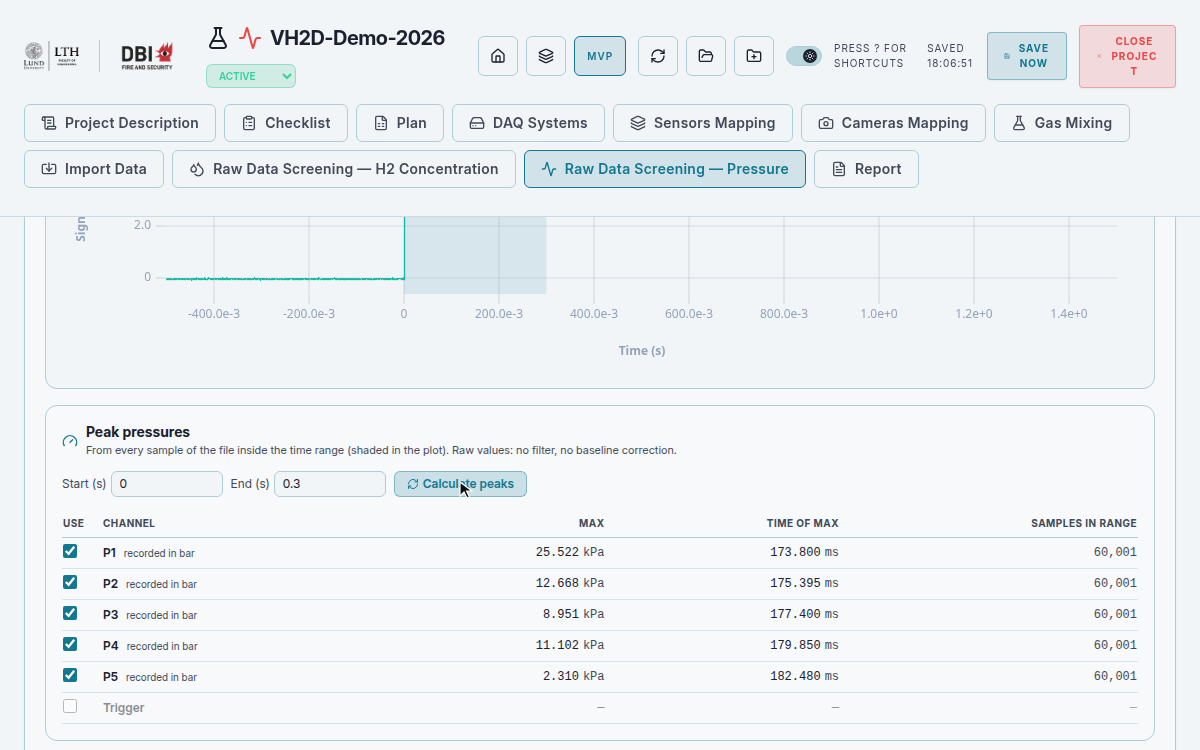 LUND
LTH
DBI
FIRE AND SECURITY
VH2D-Demo-2026
ACTIVE
MVP
PRESS ? FOR
SHORTCUTS
SAVED
18:06:51
SAVE
NOW
CLOSE
PROJEC
T
Project Description
Checklist
Plan
DAQ Systems
Sensors Mapping
Cameras Mapping
Gas Mixing
Import Data
Raw Data Screening — H2 Concentration
Raw Data Screening — Pressure
Report
Sign
2.0
0
-400.0e-3
-200.0e-3
0
200.0e-3
400.0e-3
600.0e-3
800.0e-3
1.0e+0
1.2e+0
1.4e+0
Time (s)
Peak pressures
From every sample of the file inside the time range (shaded in the plot). Raw values: no filter, no baseline correction.
Start (s) 0 End (s) 0.3 Calculate peaks
USE CHANNEL MAX TIME OF MAX SAMPLES IN RANGE
P1 recorded in bar 25.522 kPa 173.800 ms 60,001
P2 recorded in bar 12.668 kPa 175.395 ms 60,001
P3 recorded in bar 8.951 kPa 177.400 ms 60,001
P4 recorded in bar 11.102 kPa 179.850 ms 60,001
P5 recorded in bar 2.310 kPa 182.480 ms 60,001
Trigger – – –